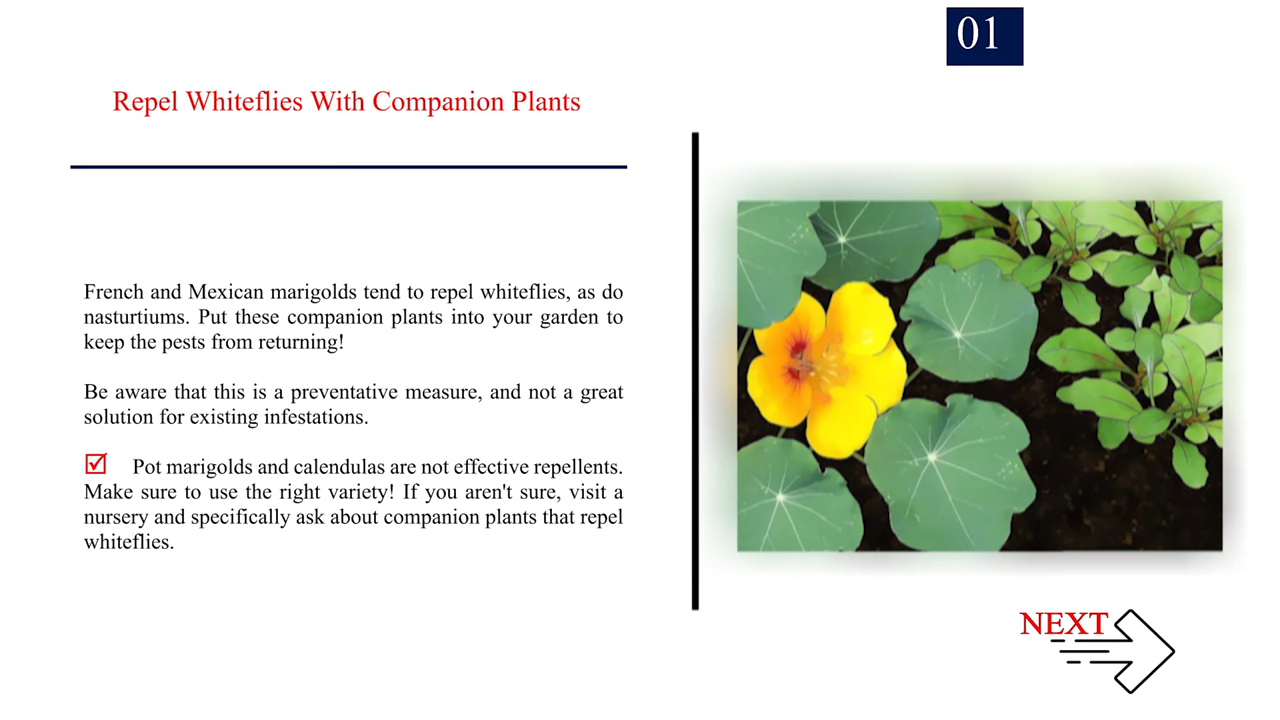 01
Repel Whiteflies With Companion Plants
French and Mexican marigolds tend to repel whiteflies, as do
nasturtiums. Put these companion plants into your garden to
keep the pests from returning!
Be aware that this is a preventative measure, and not a great
solution for existing infestations.
Pot marigolds and calendulas are not effective repellents.
Make sure to use the right variety! If you aren't sure, visit a
nursery and specifically ask about companion plants that repel
whiteflies.
NEXT